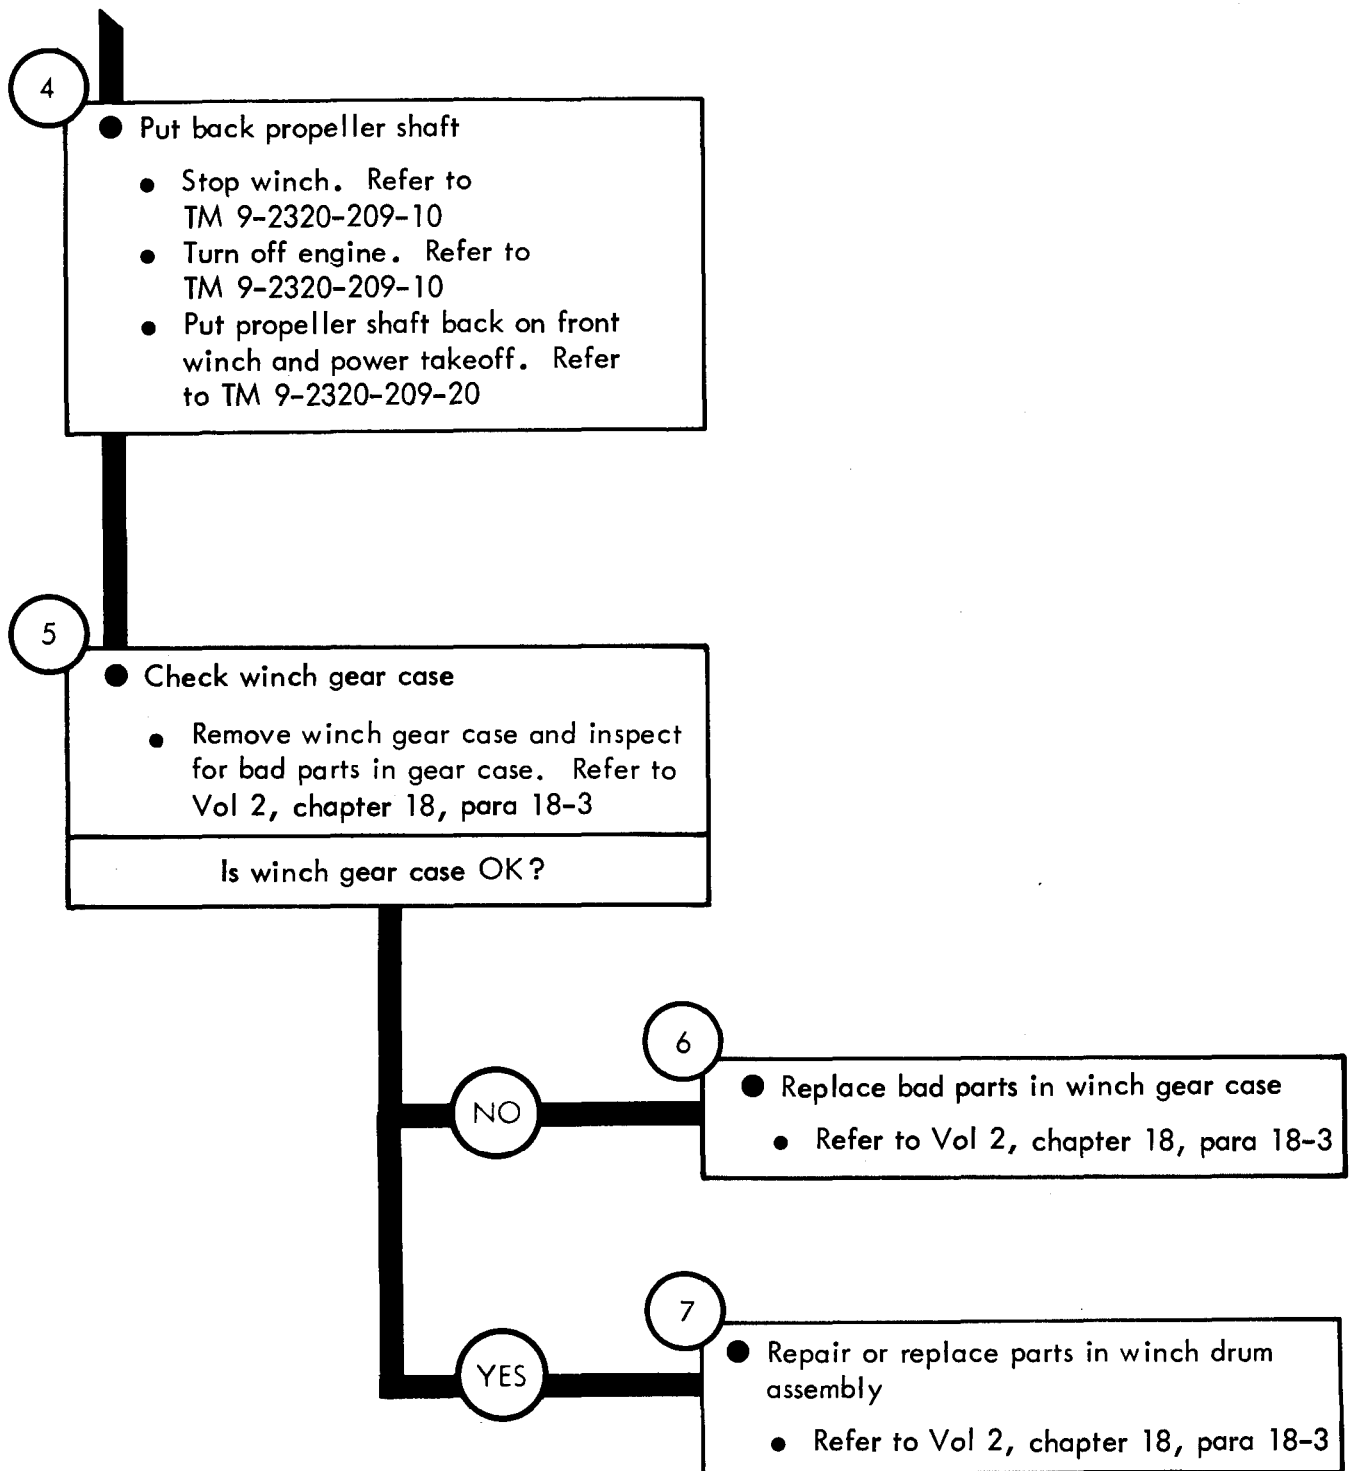 4
● Put back propeller shaft
● Stop winch. Refer to
TM 9-2320-209-10
● Turn off engine. Refer to
TM 9-2320-209-10
● Put propeller shaft back on front
winch and power takeoff. Refer
to TM 9-2320-209-20
5
● Check winch gear case
● Remove winch gear case and inspect
for bad parts in gear case. Refer to
Vol 2, chapter 18, para 18-3
Is winch gear case OK?
6
NO
● Replace bad parts in winch gear case
● Refer to Vol 2, chapter 18, para 18-3
7
YES
● Repair or replace parts in winch drum
assembly
● Refer to Vol 2, chapter 18, para 18-3